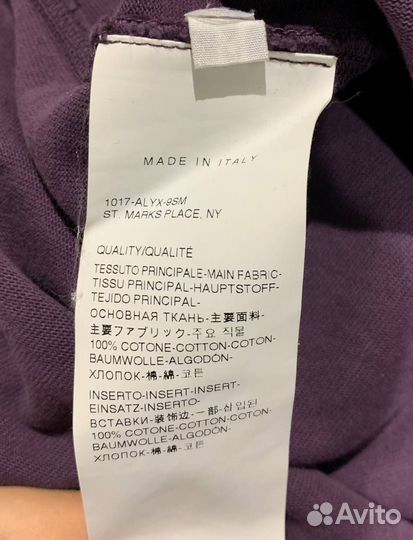 MADE IN ITALY
1017-ALYX-9SM
ST. MARKS PLACE, NY
QUALITY/QUALITÉ
TESSUTO PRINCIPALE-MAIN FABRIC-
TISSU PRINCIPAL-HAUPTSTOFF-
TEJIDO PRINCIPAL-
ОСНОВНАЯ ТКАНЬ-主要面料-
主要ファブリック-주요 직물
100% COTONE-COTTON-COTON-
BAUMWOLLE-ALGODÓN-
ХЛОПОК-棉-綿-코튼
INSERTO-INSERT-INSERT-
EINSATZ-INSERTO-
ВСТАВКИ-装饰边-一部-삽입된
100% COTONE-COTTON-COTON-
BAUMWOLLE-ALGODÓN-
ХЛОПОК-棉-綿-코튼
Avito